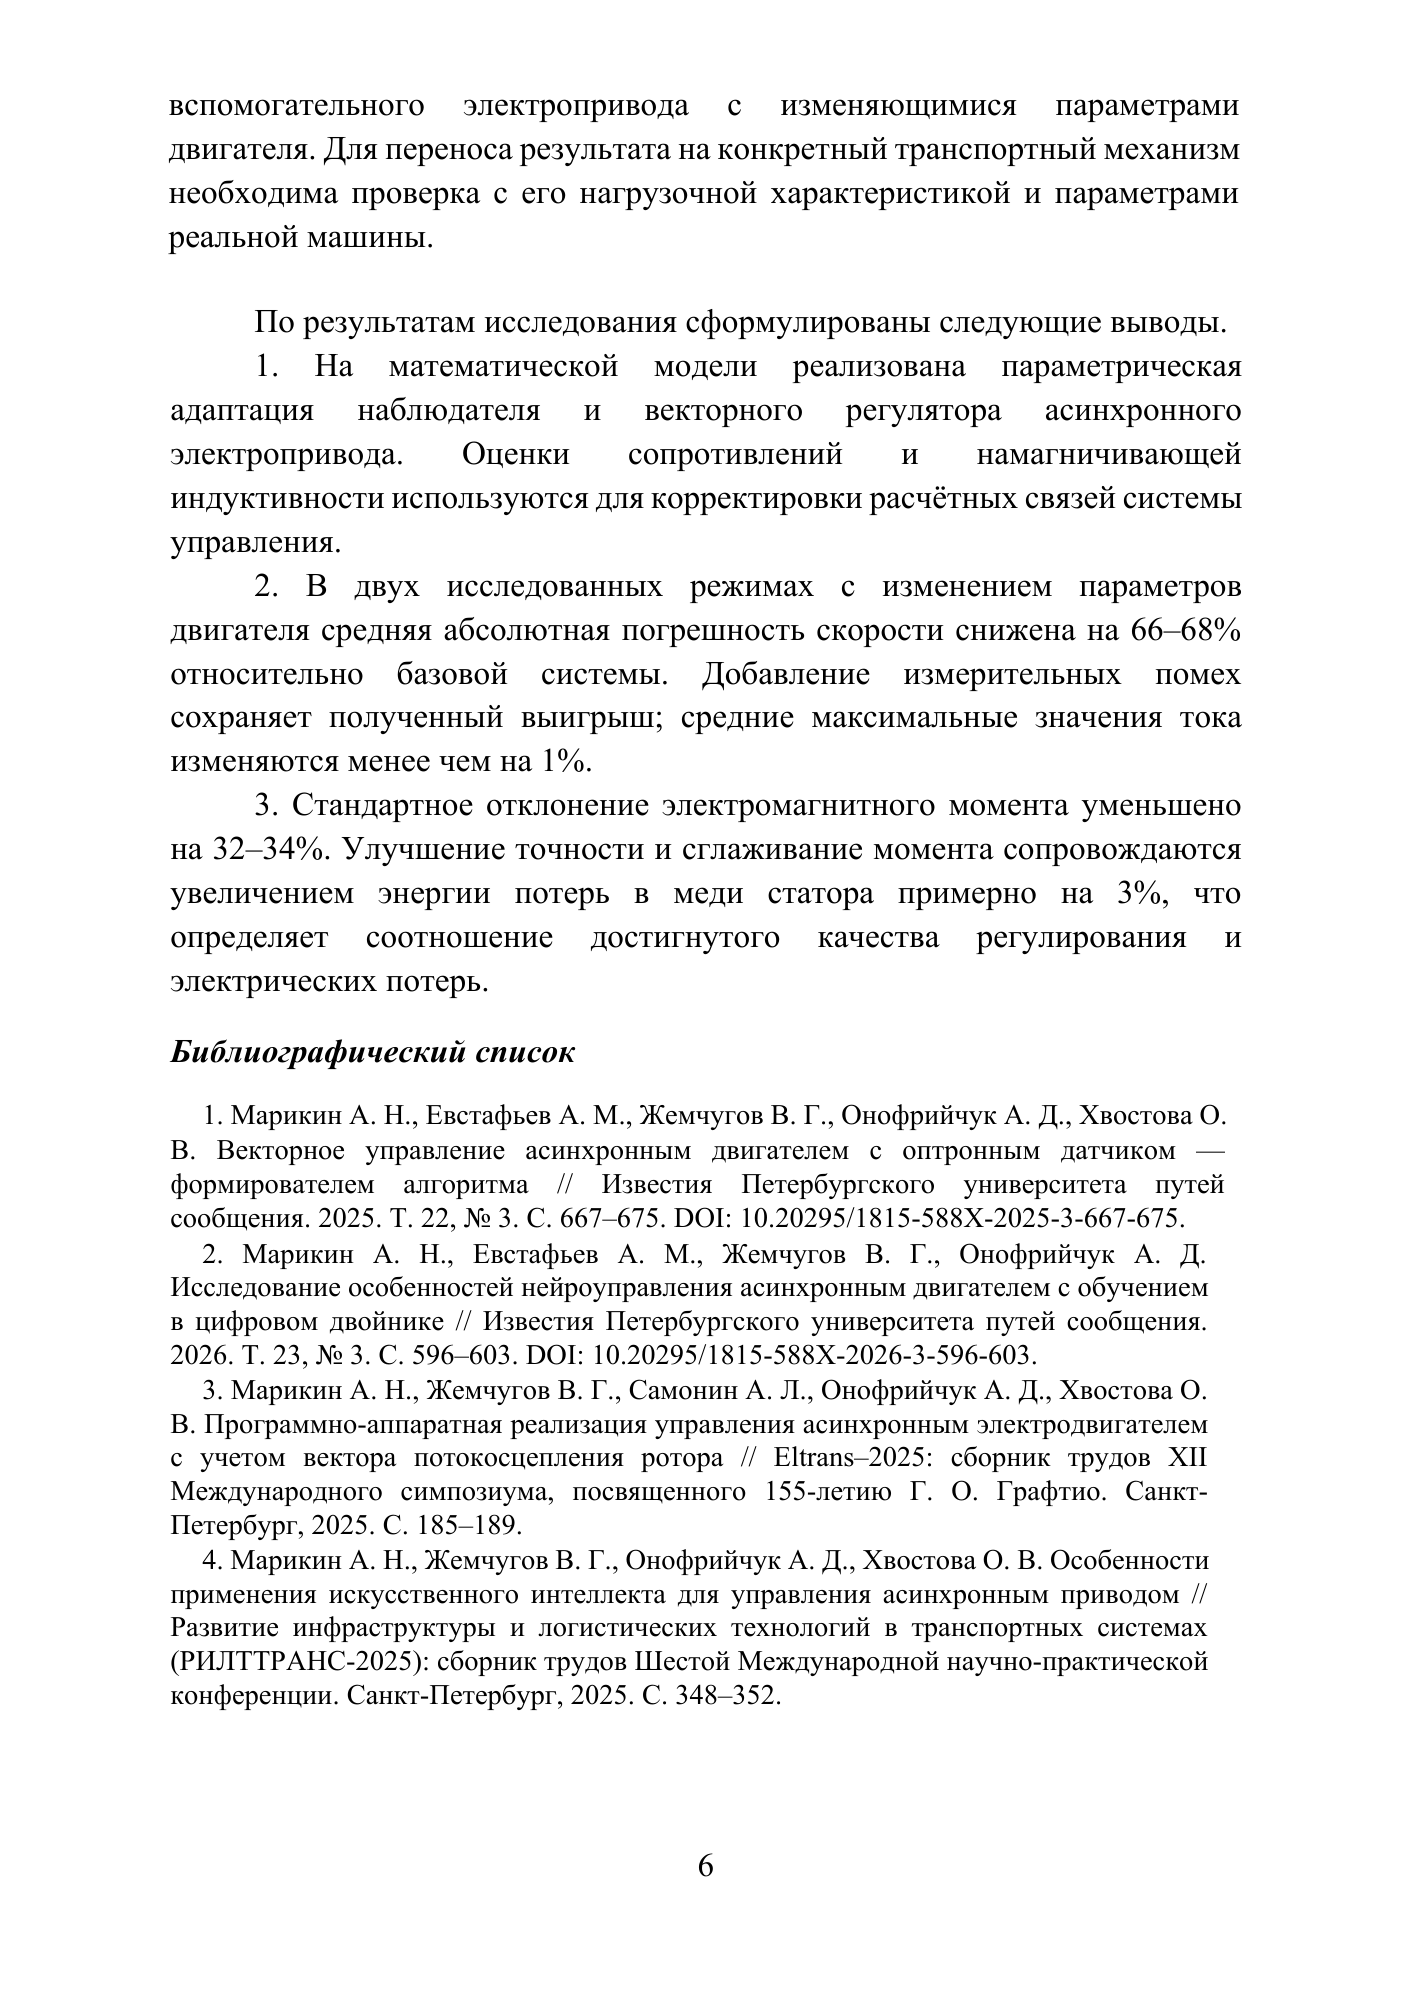 вспомогательного электропривода с изменяющимися параметрами
двигателя. Для переноса результата на конкретный транспортный механизм
необходима проверка с его нагрузочной характеристикой и параметрами
реальной машины.
По результатам исследования сформулированы следующие выводы.
1. На математической модели реализована параметрическая
адаптация наблюдателя и векторного регулятора асинхронного
электропривода. Оценки сопротивлений и намагничивающей
индуктивности используются для корректировки расчётных связей системы
управления.
2. В двух исследованных режимах с изменением параметров
двигателя средняя абсолютная погрешность скорости снижена на 66–68%
относительно базовой системы. Добавление измерительных помех
сохраняет полученный выигрыш; средние максимальные значения тока
изменяются менее чем на 1%.
3. Стандартное отклонение электромагнитного момента уменьшено
на 32–34%. Улучшение точности и сглаживание момента сопровождаются
увеличением энергии потерь в меди статора примерно на 3%, что
определяет соотношение достигнутого качества регулирования и
электрических потерь.
Библиографический список
1. Марикин А. Н., Евстафьев А. М., Жемчугов В. Г., Онофрийчук А. Д., Хвостова О.
В. Векторное управление асинхронным двигателем с оптронным датчиком —
формирователем алгоритма // Известия Петербургского университета путей
сообщения. 2025. Т. 22, № 3. С. 667–675. DOI: 10.20295/1815-588X-2025-3-667-675.
2. Марикин А. Н., Евстафьев А. М., Жемчугов В. Г., Онофрийчук А. Д.
Исследование особенностей нейроуправления асинхронным двигателем с обучением
в цифровом двойнике // Известия Петербургского университета путей сообщения.
2026. Т. 23, № 3. С. 596–603. DOI: 10.20295/1815-588X-2026-3-596-603.
3. Марикин А. Н., Жемчугов В. Г., Самонин А. Л., Онофрийчук А. Д., Хвостова О.
В. Программно-аппаратная реализация управления асинхронным электродвигателем
с учетом вектора потокосцепления ротора // Eltrans–2025: сборник трудов XII
Международного симпозиума, посвященного 155-летию Г. О. Графтио. Санкт-
Петербург, 2025. С. 185–189.
4. Марикин А. Н., Жемчугов В. Г., Онофрийчук А. Д., Хвостова О. В. Особенности
применения искусственного интеллекта для управления асинхронным приводом //
Развитие инфраструктуры и логистических технологий в транспортных системах
(РИЛТТРАНС-2025): сборник трудов Шестой Международной научно-практической
конференции. Санкт-Петербург, 2025. С. 348–352.
6